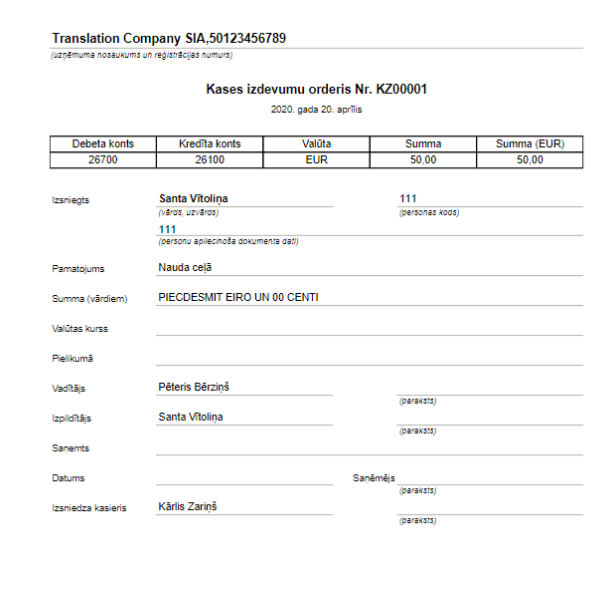 Translation Company SIA,50123456789
(uzņēmuma nosaukums un reģistrācijas numurs)
Kases izdevumu orderis Nr. KZ00001
2020. gada 20. aprīlis
Debeta konts Kredīta konts Valūta Summa Summa (EUR)
26700 26100 EUR 50,00 50,00
Izsniegts Santa Vītoliņa 111
(vārds, uzvārds) (personas kods)
111
(personu apliecinoša dokumenta dati)
Pamatojums Nauda ceļā
Summa (vārdiem) PIECDESMIT EIRO UN 00 CENTI
Valūtas kurss
Pielikumā
Vadītājs Pēteris Bērziņš
(paraksts)
Izpildītājs Santa Vītoliņa
(paraksts)
Saņemts
Datums Saņēmējs
(paraksts)
Izsniedza kasieris Kārlis Zariņš
(paraksts)